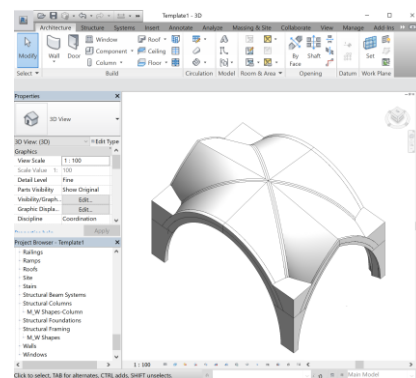 Template1 - 3D
Architecture Structure Systems Insert Annotate Analyze Massing & Site Collaborate View Manage Add-Ins
Modify Wall Door Window Component Column Roof Ceiling Floor By Face Shaft Set
Select Build Circulation Model Room & Area Opening Datum Work Plane
Properties
3D View
3D View: {3D} Edit Type
Graphics
View Scale 1 : 100
Scale Value 1: 100
Detail Level Fine
Parts Visibility Show Original
Visibility/Graph... Edit...
Graphic Displa... Edit...
Discipline Coordination
Apply
Project Browser - Template1
Railings
Ramps
Roofs
Site
Stairs
Structural Beam Systems
Structural Columns
M_W Shapes-Column
Structural Foundations
Structural Framing
M_W Shapes
Walls
Windows
1 : 100
Click to select, TAB for alternates, CTRL adds, SHIFT unselects. Main Model